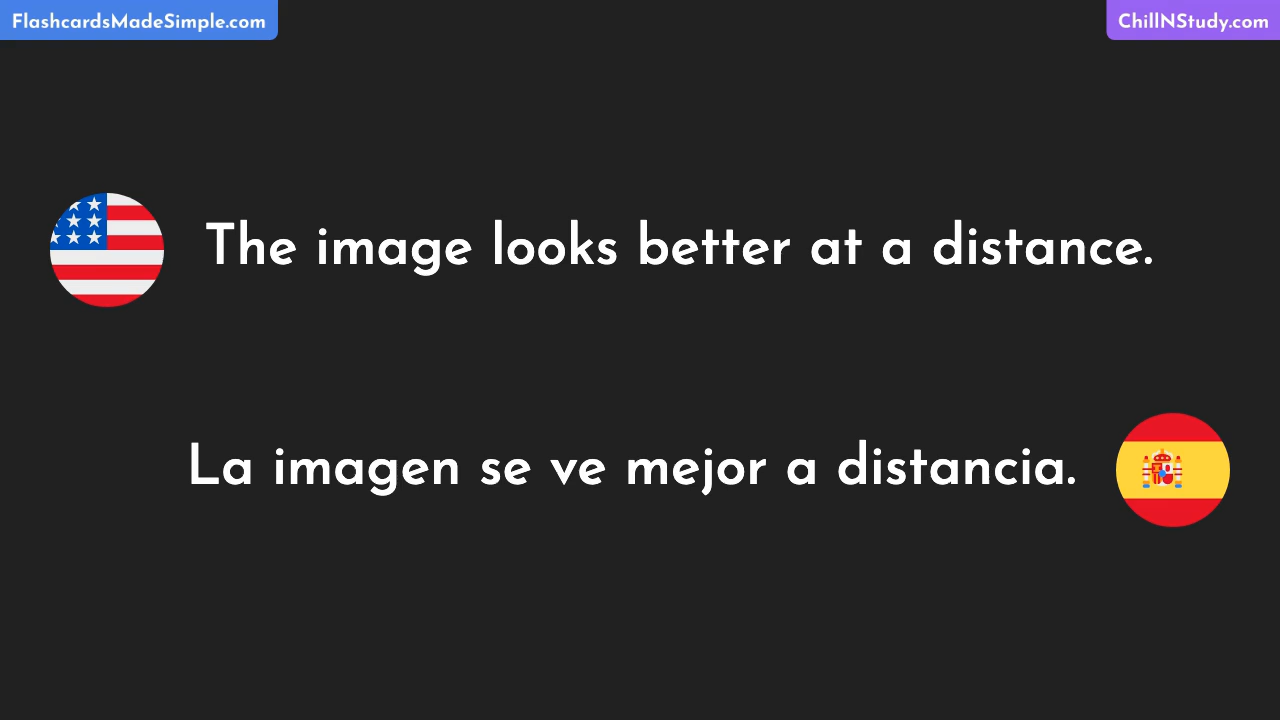 FlashcardsMadeSimple.com
ChillNStudy.com
The image looks better at a distance.
La imagen se ve mejor a distancia.